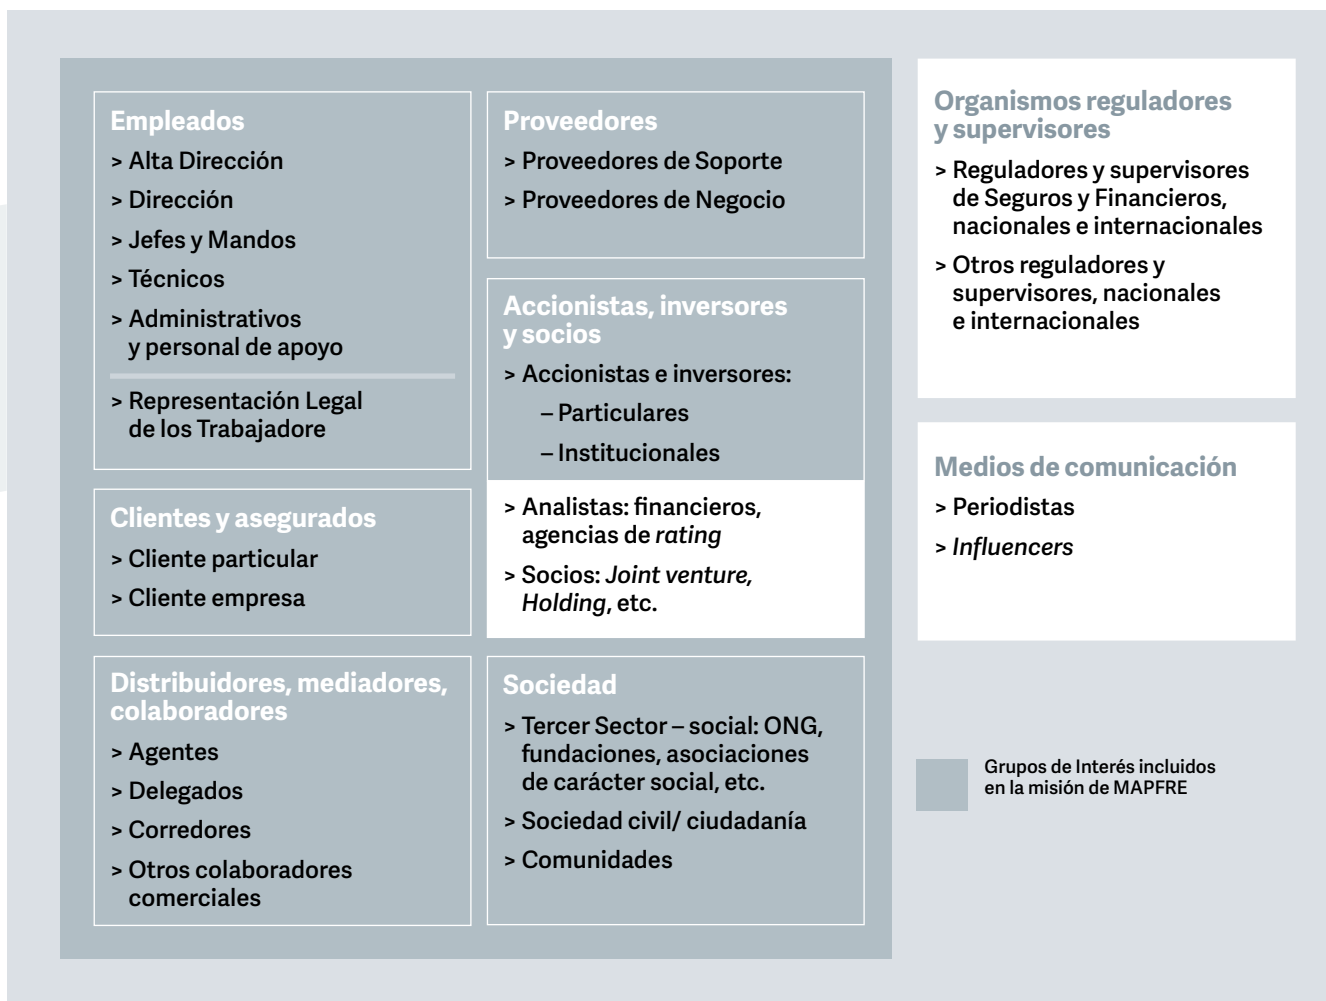 Empleados
> Alta Dirección
> Dirección
> Jefes y Mandos
> Técnicos
> Administrativos
y personal de apoyo
> Representación Legal
de los Trabajadore
Clientes y asegurados
> Cliente particular
> Cliente empresa
Distribuidores, mediadores,
colaboradores
> Agentes
> Delegados
> Corredores
> Otros colaboradores
comerciales
Proveedores
> Proveedores de Soporte
> Proveedores de Negocio
Accionistas, inversores
y socios
> Accionistas e inversores:
– Particulares
– Institucionales
> Analistas: financieros,
agencias de rating
> Socios: Joint venture,
Holding, etc.
Sociedad
> Tercer Sector – social: ONG,
fundaciones, asociaciones
de carácter social, etc.
> Sociedad civil/ ciudadanía
> Comunidades
Organismos reguladores
y supervisores
> Reguladores y supervisores
de Seguros y Financieros,
nacionales e internacionales
> Otros reguladores y
supervisores, nacionales
e internacionales
Medios de comunicación
> Periodistas
> Influencers
Grupos de Interés incluidos
en la misión de MAPFRE